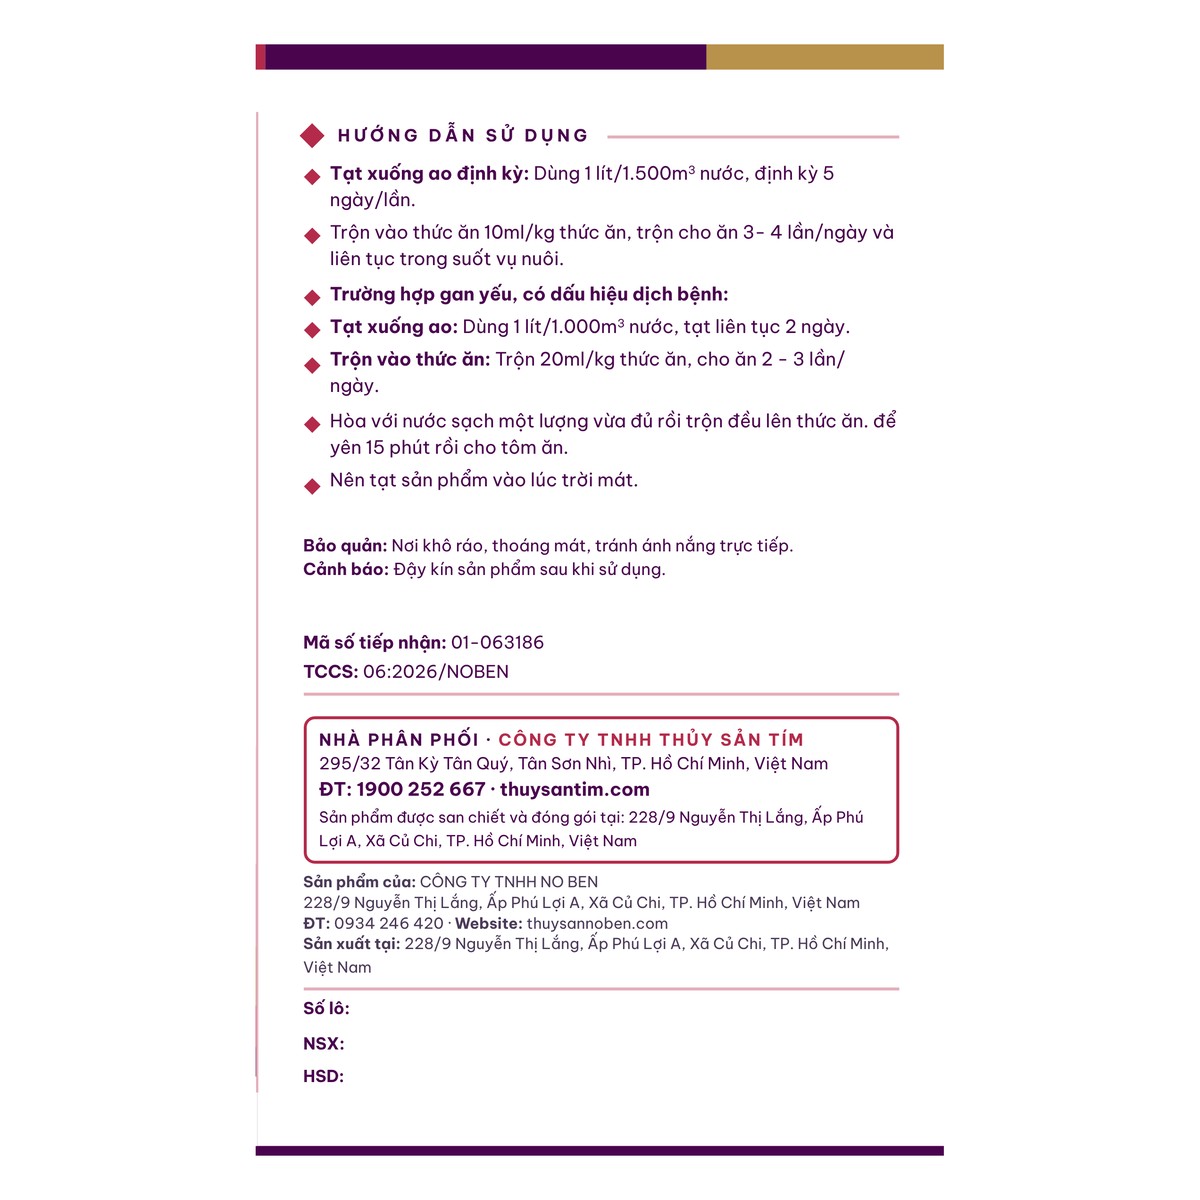 HƯỚNG DẪN SỬ DỤNG
Tạt xuống ao định kỳ: Dùng 1 lít/1.500m³ nước, định kỳ 5
ngày/lần.
Trộn vào thức ăn 10ml/kg thức ăn, trộn cho ăn 3- 4 lần/ngày và
liên tục trong suốt vụ nuôi.
Trường hợp gan yếu, có dấu hiệu dịch bệnh:
Tạt xuống ao: Dùng 1 lít/1.000m³ nước, tạt liên tục 2 ngày.
Trộn vào thức ăn: Trộn 20ml/kg thức ăn, cho ăn 2 - 3 lần/
ngày.
Hòa với nước sạch một lượng vừa đủ rồi trộn đều lên thức ăn. để
yên 15 phút rồi cho tôm ăn.
Nên tạt sản phẩm vào lúc trời mát.
Bảo quản: Nơi khô ráo, thoáng mát, tránh ánh nắng trực tiếp.
Cảnh báo: Đậy kín sản phẩm sau khi sử dụng.
Mã số tiếp nhận: 01-063186
TCCS: 06:2026/NOBEN
NHÀ PHÂN PHỐI · CÔNG TY TNHH THỦY SẢN TÍM
295/32 Tân Kỳ Tân Quý, Tân Sơn Nhì, TP. Hồ Chí Minh, Việt Nam
ĐT: 1900 252 667 · thuysantim.com
Sản phẩm được san chiết và đóng gói tại: 228/9 Nguyễn Thị Lắng, Ấp Phú
Lợi A, Xã Củ Chi, TP. Hồ Chí Minh, Việt Nam
Sản phẩm của: CÔNG TY TNHH NO BEN
228/9 Nguyễn Thị Lắng, Ấp Phú Lợi A, Xã Củ Chi, TP. Hồ Chí Minh, Việt Nam
ĐT: 0934 246 420 · Website: thuysannoben.com
Sản xuất tại: 228/9 Nguyễn Thị Lắng, Ấp Phú Lợi A, Xã Củ Chi, TP. Hồ Chí Minh,
Việt Nam
Số lô:
NSX:
HSD: